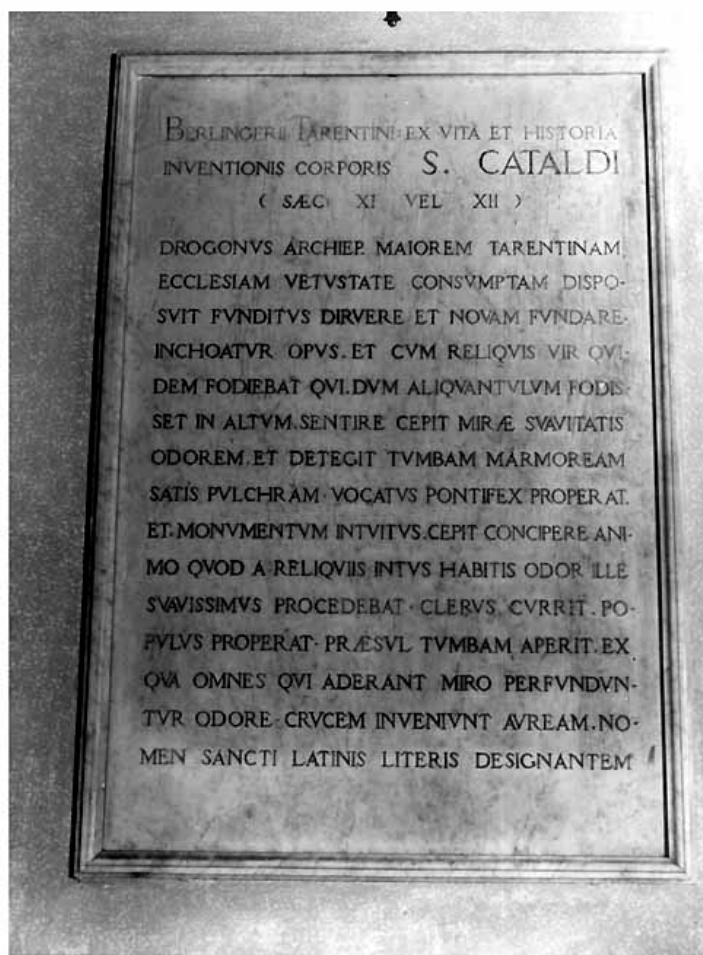 BERLINGERII TARENTINI · EX VITA ET HISTORIA
INVENTIONIS CORPORIS S. CATALDI
( SÆC· XI VEL XII )
DROGONVS ARCHIEP. MAIOREM TARENTINAM
ECCLESIAM VETVSTATE CONSVMPTAM DISPO-
SVIT FVNDITVS DIRVERE ET NOVAM FVNDARE·
INCHOATVR OPVS. ET CVM RELIQVIS VIR QVI-
DEM FODIEBAT QVI. DVM ALIQVANTVLVM FODIS-
SET IN ALTVM. SENTIRE CEPIT MIRÆ SVAVITATIS
ODOREM. ET DETEGIT TVMBAM MARMOREAM
SATIS PVLCHRAM · VOCATVS PONTIFEX PROPERAT.
ET. MONVMENTVM INTVITVS. CEPIT CONCIPERE ANI-
MO QVOD A RELIQVIIS INTVS HABITIS ODOR ILLE
SVAVISSIMVS PROCEDEBAT · CLERVS. CVRRIT. PO-
PVLVS PROPERAT· PRÆSVL TVMBAM APERIT. EX
QVA OMNES QVI ADERANT MIRO PERFVNDVN-
TVR ODORE · CRVCEM INVENIVNT AVREAM. NO-
MEN SANCTI LATINIS LITERIS DESIGNANTEM